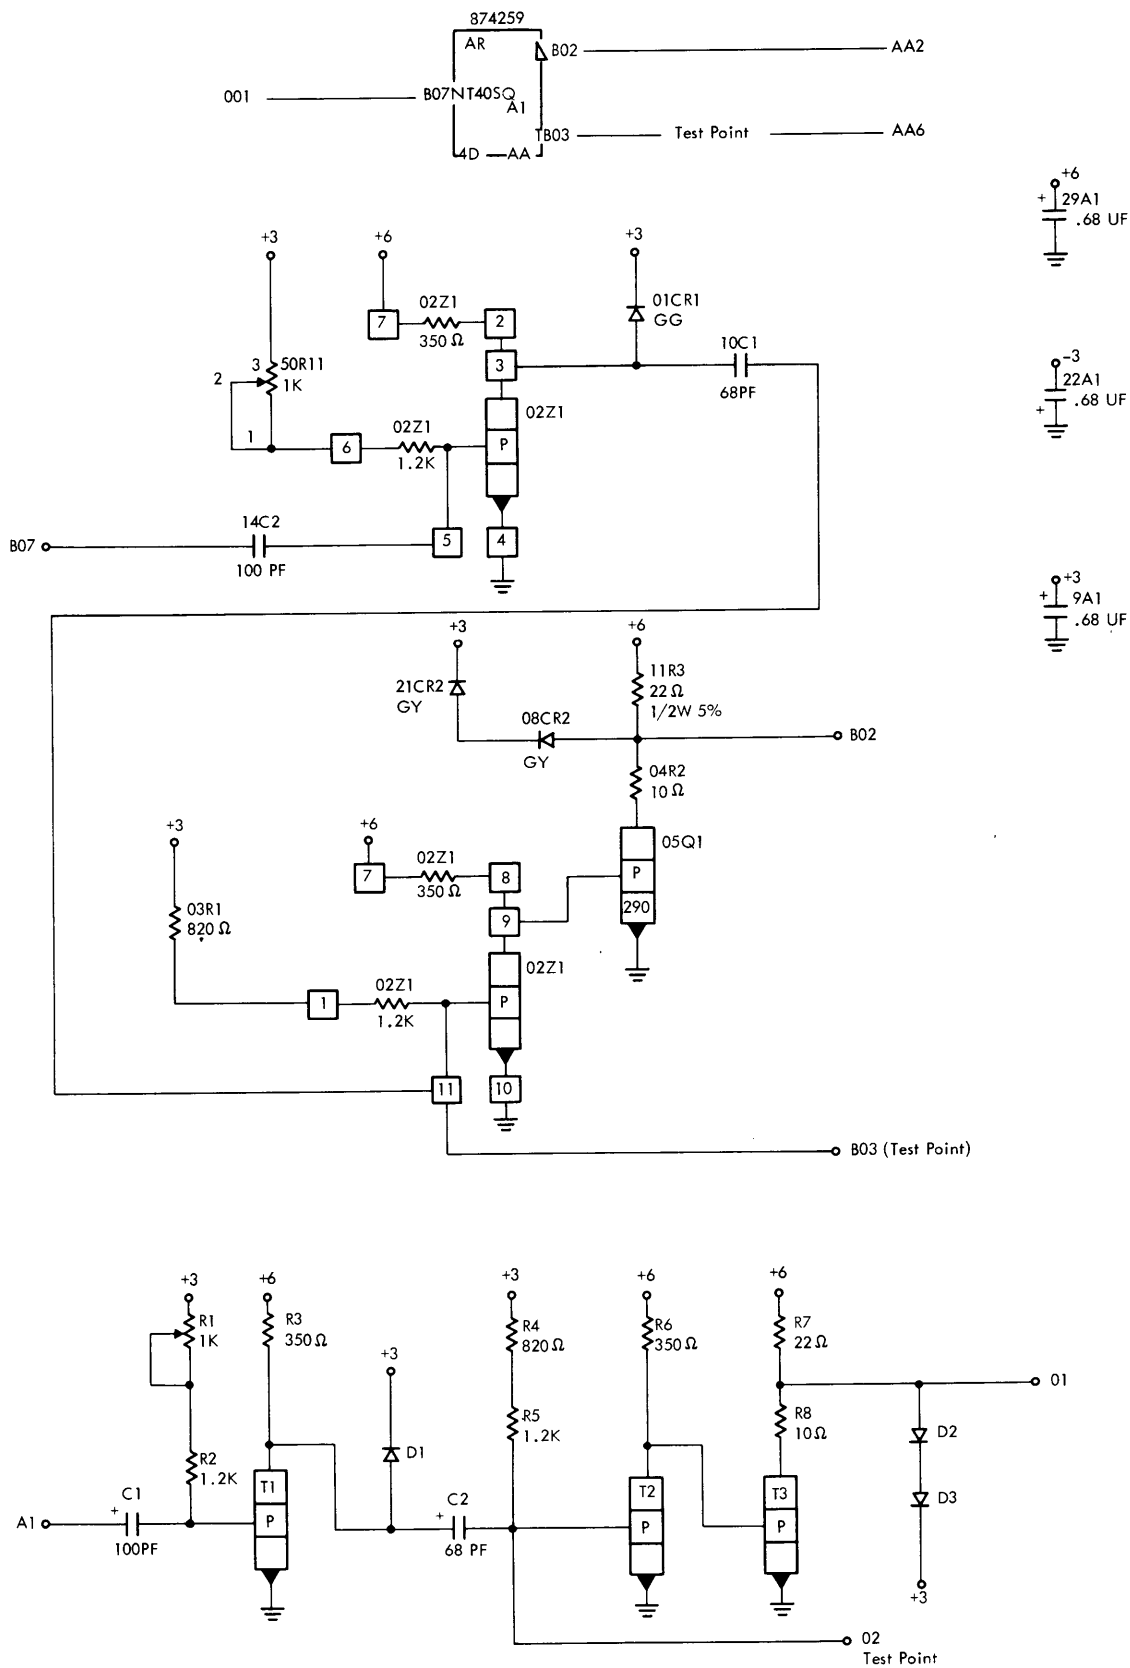 874259
AR
B02
AA2
001
B07NT40SQ
A1
TB03
Test Point
AA6
4D
AA
+6
+
29A1
.68 UF
+3
+6
+3
02Z1
350 Ω
7
2
01CR1
GG
3
10C1
68PF
-3
22A1
.68 UF
+
3
50R11
1K
2
1
02Z1
P
6
02Z1
1.2K
14C2
B07
100 PF
5
4
+3
+
9A1
.68 UF
+3
+6
21CR2
GY
11R3
22 Ω
1/2W 5%
08CR2
GY
B02
04R2
10 Ω
+3
+6
7
02Z1
350 Ω
8
05Q1
P
290
03R1
820 Ω
9
02Z1
P
1
02Z1
1.2K
11
10
B03 (Test Point)
+3
+6
+3
+6
+6
R1
1K
R3
350 Ω
R4
820 Ω
R6
350 Ω
R7
22 Ω
+3
01
R5
1.2K
R8
10 Ω
D2
D1
R2
1.2K
T1
P
T2
P
T3
P
D3
C1
+
A1
100PF
C2
+
68 PF
+3
02
Test Point